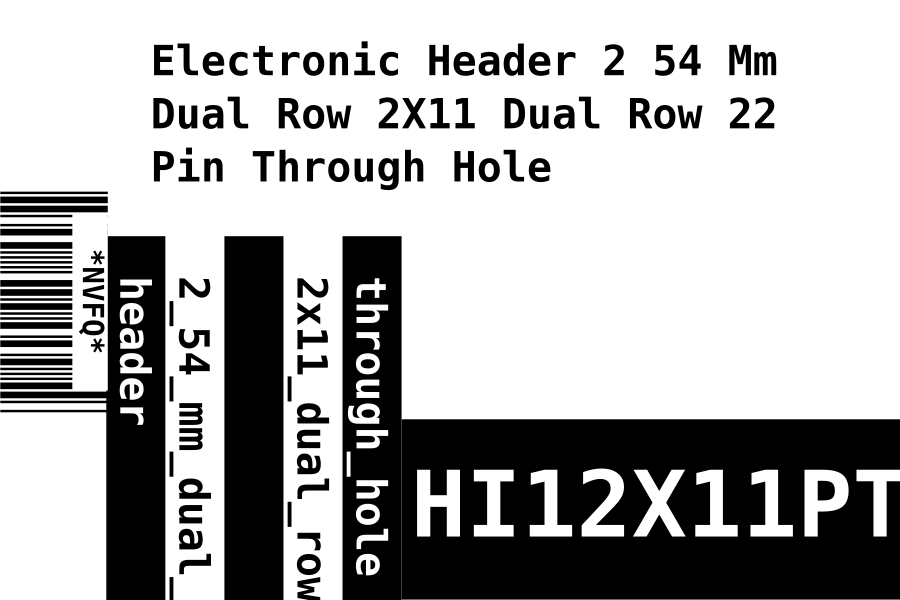 Electronic Header 2 54 Mm
Dual Row 2X11 Dual Row 22
Pin Through Hole
*NVFQ*
header
2_54_mm_dual_
2x11_dual_row
through_hole
HI12X11PT